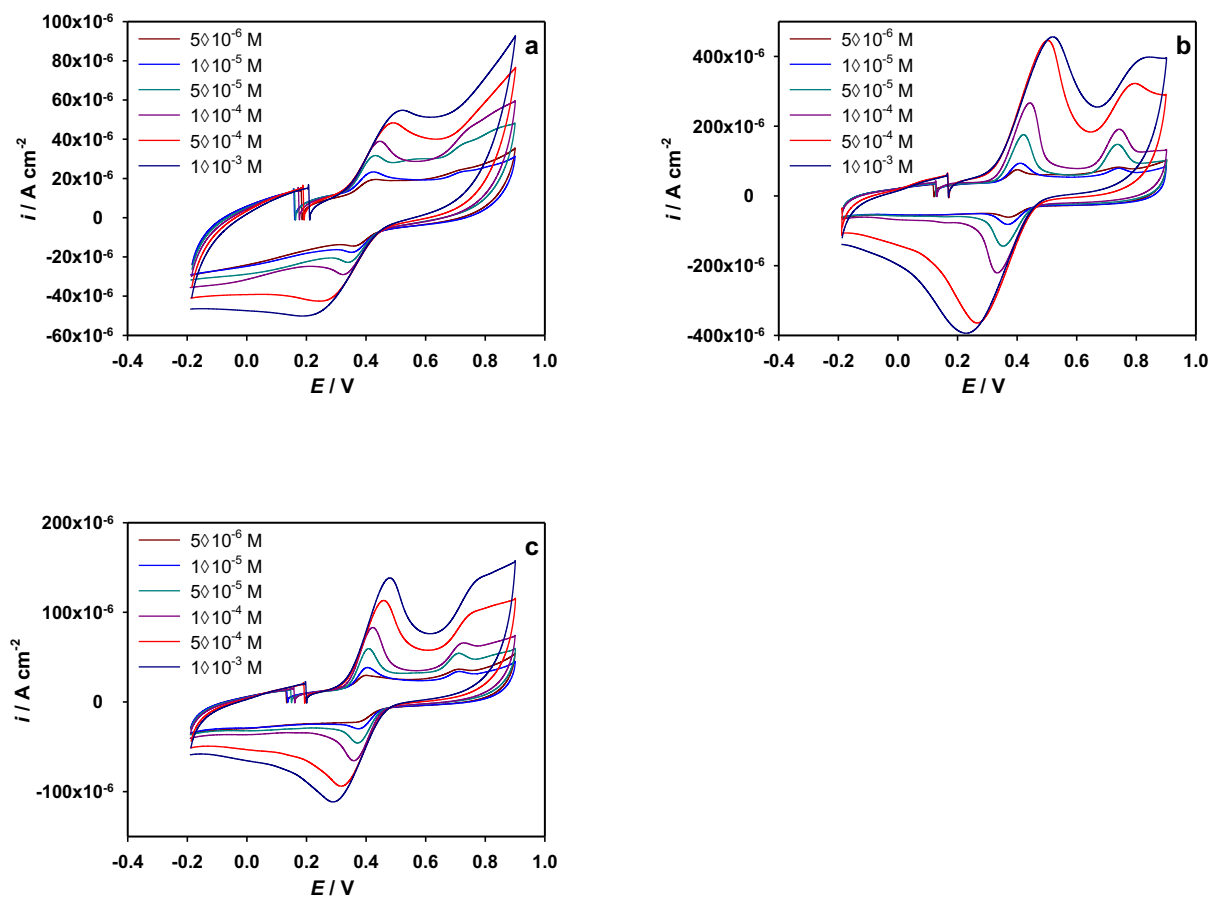 100x10⁻⁶
80x10⁻⁶
60x10⁻⁶
40x10⁻⁶
20x10⁻⁶
0
-20x10⁻⁶
-40x10⁻⁶
-60x10⁻⁶
i / A cm⁻²
5◊10⁻⁶ M
1◊10⁻⁵ M
5◊10⁻⁵ M
1◊10⁻⁴ M
5◊10⁻⁴ M
1◊10⁻³ M
a
-0.4 -0.2 0.0 0.2 0.4 0.6 0.8 1.0
E / V
400x10⁻⁶
200x10⁻⁶
0
-200x10⁻⁶
-400x10⁻⁶
i / A cm⁻²
5◊10⁻⁶ M
1◊10⁻⁵ M
5◊10⁻⁵ M
1◊10⁻⁴ M
5◊10⁻⁴ M
1◊10⁻³ M
b
-0.4 -0.2 0.0 0.2 0.4 0.6 0.8 1.0
E / V
200x10⁻⁶
100x10⁻⁶
0
-100x10⁻⁶
i / A cm⁻²
5◊10⁻⁶ M
1◊10⁻⁵ M
5◊10⁻⁵ M
1◊10⁻⁴ M
5◊10⁻⁴ M
1◊10⁻³ M
c
-0.4 -0.2 0.0 0.2 0.4 0.6 0.8 1.0
E / V